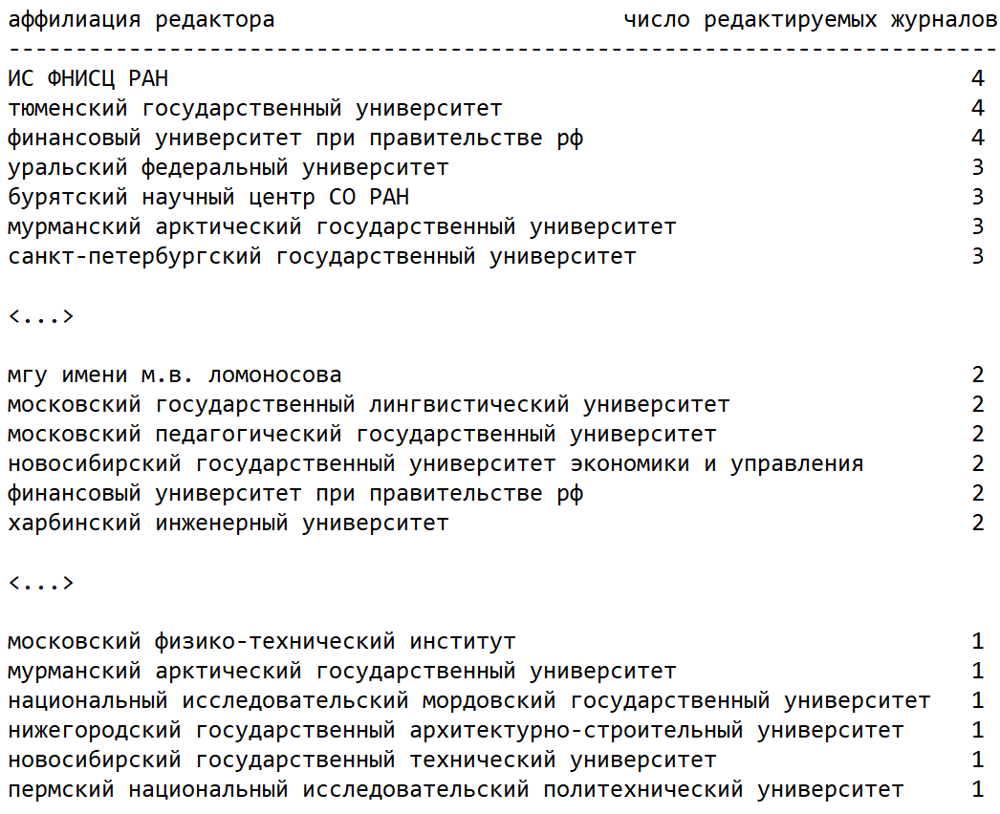 аффилиация редактора число редактируемых журналов
--------------------------------------------------------------------------
ИС ФНИСЦ РАН 4
тюменский государственный университет 4
финансовый университет при правительстве рф 4
уральский федеральный университет 3
бурятский научный центр СО РАН 3
мурманский арктический государственный университет 3
санкт-петербургский государственный университет 3
<...>
мгу имени м.в. ломоносова 2
московский государственный лингвистический университет 2
московский педагогический государственный университет 2
новосибирский государственный университет экономики и управления 2
финансовый университет при правительстве рф 2
харбинский инженерный университет 2
<...>
московский физико-технический институт 1
мурманский арктический государственный университет 1
национальный исследовательский мордовский государственный университет 1
нижегородский государственный архитектурно-строительный университет 1
новосибирский государственный технический университет 1
пермский национальный исследовательский политехнический университет 1